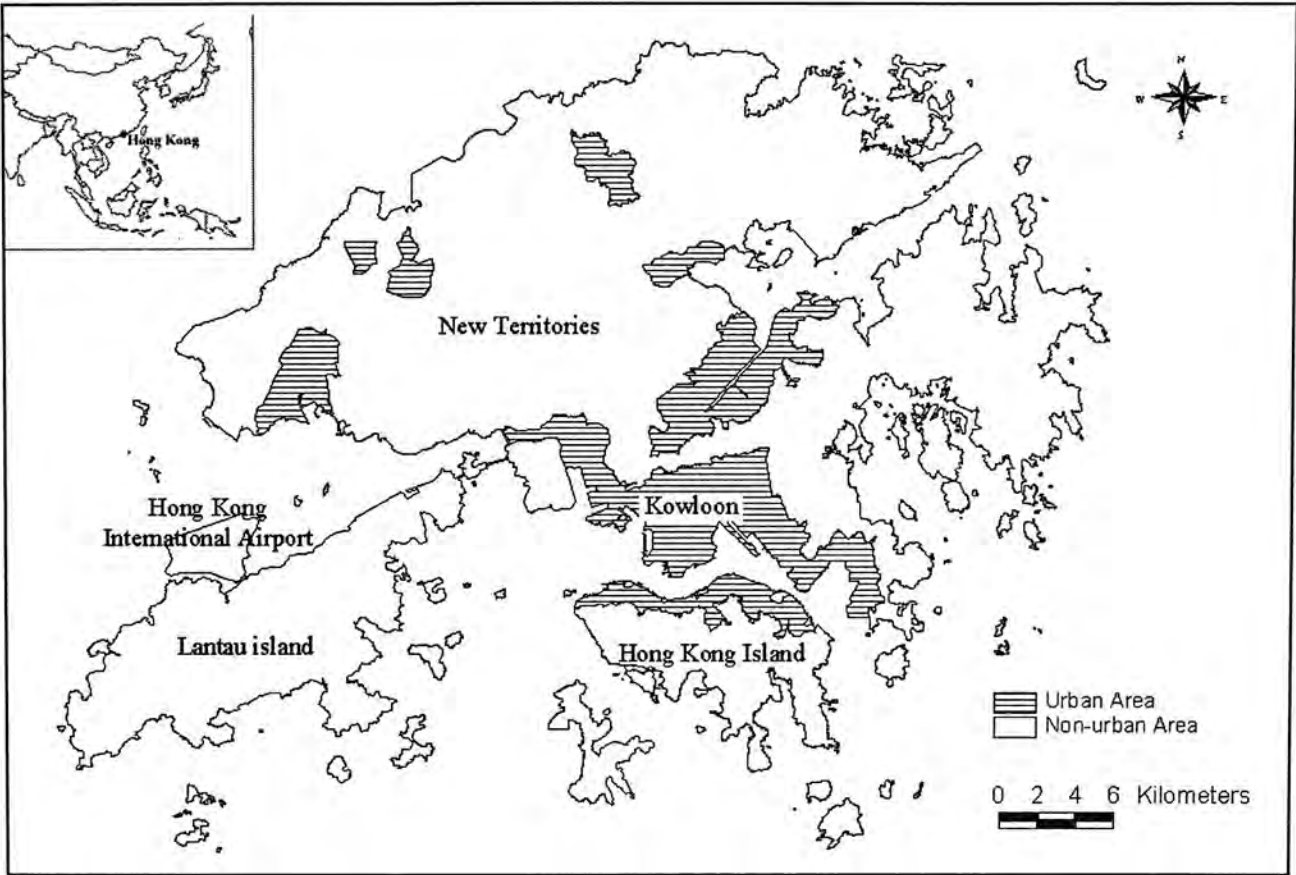 Hong Kong
N
W E
S
New Territories
Hong Kong
International Airport
Kowloon
Lantau island
Hong Kong Island
Urban Area
Non-urban Area
0 2 4 6 Kilometers